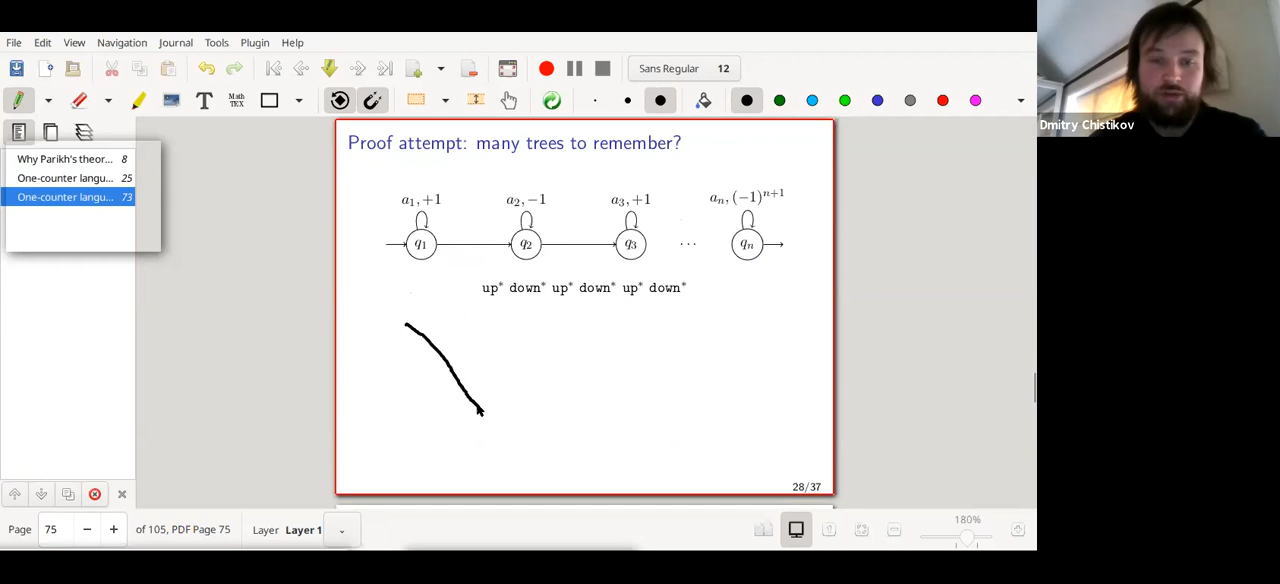 File Edit View Navigation Journal Tools Plugin Help
Sans Regular 12
Math TEX
Dmitry Chistikov
Why Parikh's theor... 8
One-counter langu... 25
One-counter langu... 73
Proof attempt: many trees to remember?
a₁, +1 a₂, −1 a₃, +1 aₙ, (−1)ⁿ⁺¹
q₁ q₂ q₃ ··· qₙ
up* down* up* down* up* down*
28/37
Page 75 − + of 105, PDF Page 75 Layer Layer 1
180%